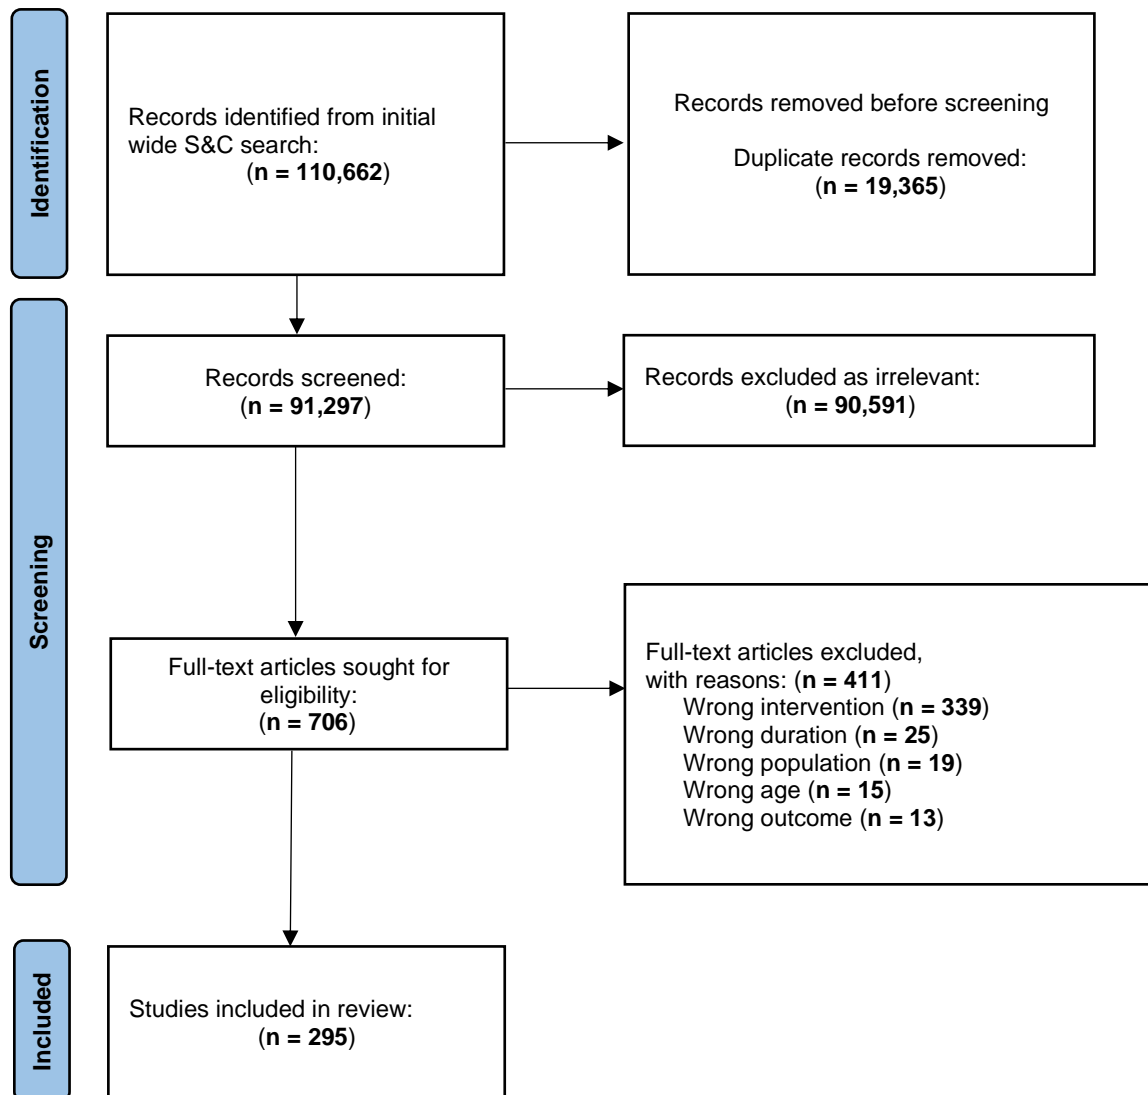 Identification
Records identified from initial
wide S&C search:
(n = 110,662)
Records removed before screening
Duplicate records removed:
(n = 19,365)
Screening
Records screened:
(n = 91,297)
Records excluded as irrelevant:
(n = 90,591)
Full-text articles sought for
eligibility:
(n = 706)
Full-text articles excluded,
with reasons: (n = 411)
Wrong intervention (n = 339)
Wrong duration (n = 25)
Wrong population (n = 19)
Wrong age (n = 15)
Wrong outcome (n = 13)
Included
Studies included in review:
(n = 295)